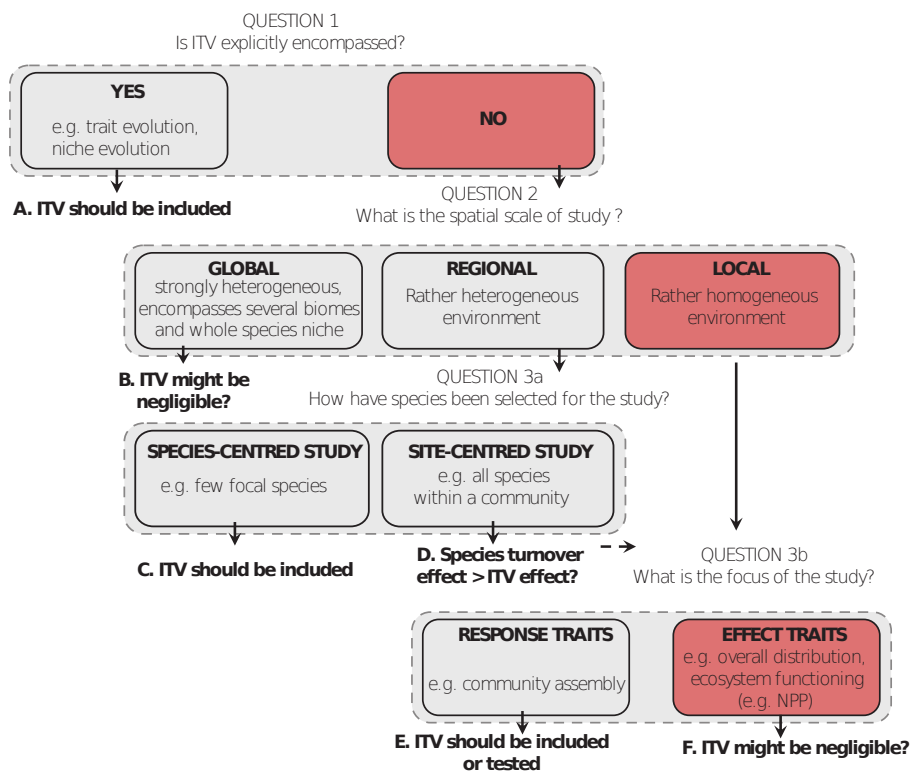 QUESTION 1
Is ITV explicitly encompassed?
YES
e.g. trait evolution,
niche evolution
NO
A. ITV should be included
QUESTION 2
What is the spatial scale of study ?
GLOBAL
strongly heterogeneous,
encompasses several biomes
and whole species niche
REGIONAL
Rather heterogeneous
environment
LOCAL
Rather homogeneous
environment
B. ITV might be
negligible?
QUESTION 3a
How have species been selected for the study?
SPECIES-CENTRED STUDY
e.g. few focal species
SITE-CENTRED STUDY
e.g. all species
within a community
C. ITV should be included
D. Species turnover
effect > ITV effect?
QUESTION 3b
What is the focus of the study?
RESPONSE TRAITS
e.g. community assembly
EFFECT TRAITS
e.g. overall distribution,
ecosystem functioning
(e.g. NPP)
E. ITV should be included
or tested
F. ITV might be negligible?